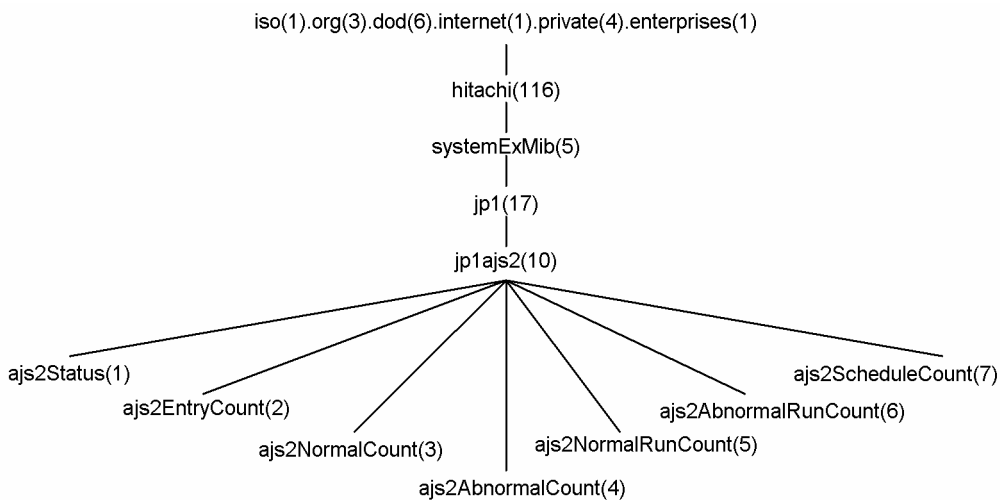 iso(1).org(3).dod(6).internet(1).private(4).enterprises(1)
hitachi(116)
systemExMib(5)
jp1(17)
jp1ajs2(10)
ajs2Status(1)
ajs2EntryCount(2)
ajs2NormalCount(3)
ajs2AbnormalCount(4)
ajs2NormalRunCount(5)
ajs2AbnormalRunCount(6)
ajs2ScheduleCount(7)